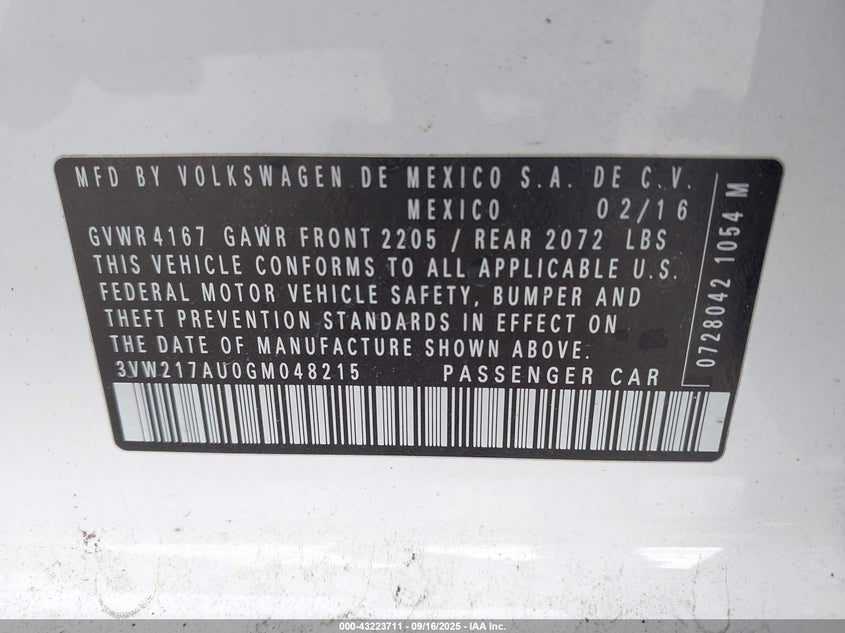 MFD BY VOLKSWAGEN DE MEXICO S.A. DE C.V.
MEXICO 02/16
GVWR 4167 GAWR FRONT 2205 / REAR 2072 LBS
THIS VEHICLE CONFORMS TO ALL APPLICABLE U.S.
FEDERAL MOTOR VEHICLE SAFETY, BUMPER AND
THEFT PREVENTION STANDARDS IN EFFECT ON
THE DATE OF MANUFACTURE SHOWN ABOVE.
3VW217AU0GM048215 PASSENGER CAR
0728042 1054 M
000-43223711 - 09/16/2025 - IAA Inc.